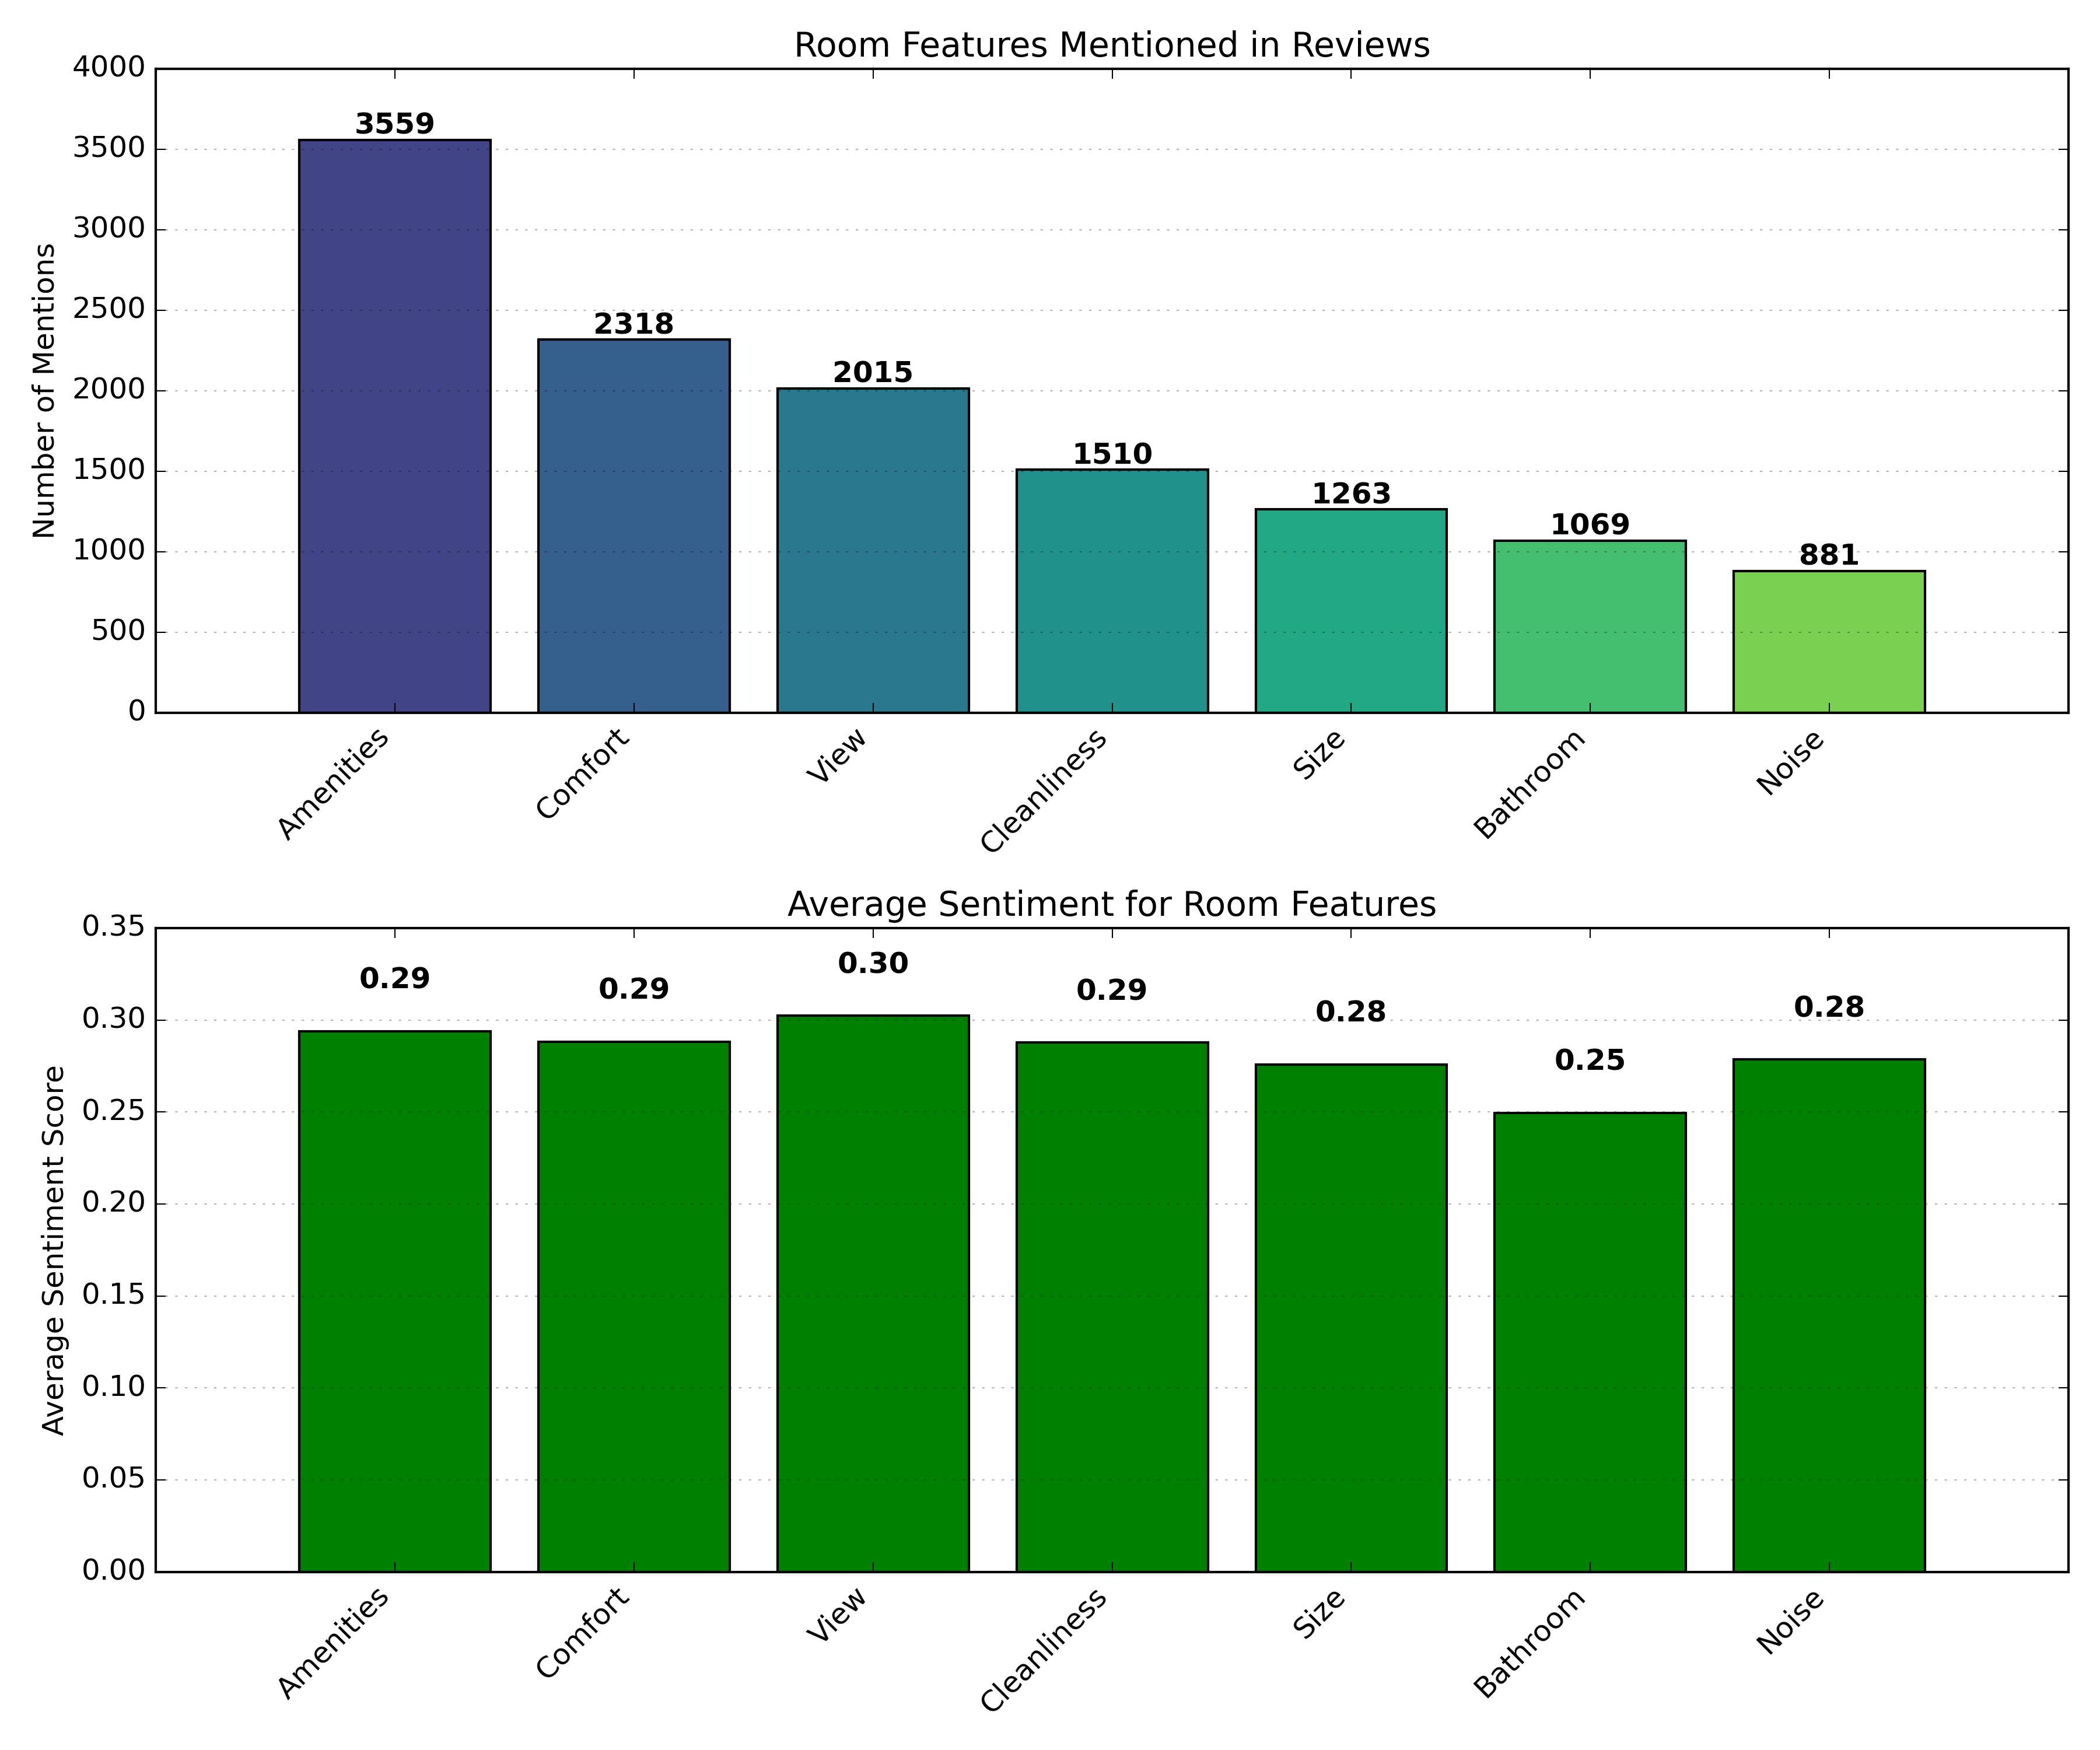 Room Features Mentioned in Reviews
4000
3500
3000
2500
2000
1500
1000
500
0
Number of Mentions
3559
2318
2015
1510
1263
1069
881
Amenities
Comfort
View
Cleanliness
Size
Bathroom
Noise
Average Sentiment for Room Features
0.35
0.30
0.25
0.20
0.15
0.10
0.05
0.00
Average Sentiment Score
0.29
0.29
0.30
0.29
0.28
0.25
0.28
Amenities
Comfort
View
Cleanliness
Size
Bathroom
Noise